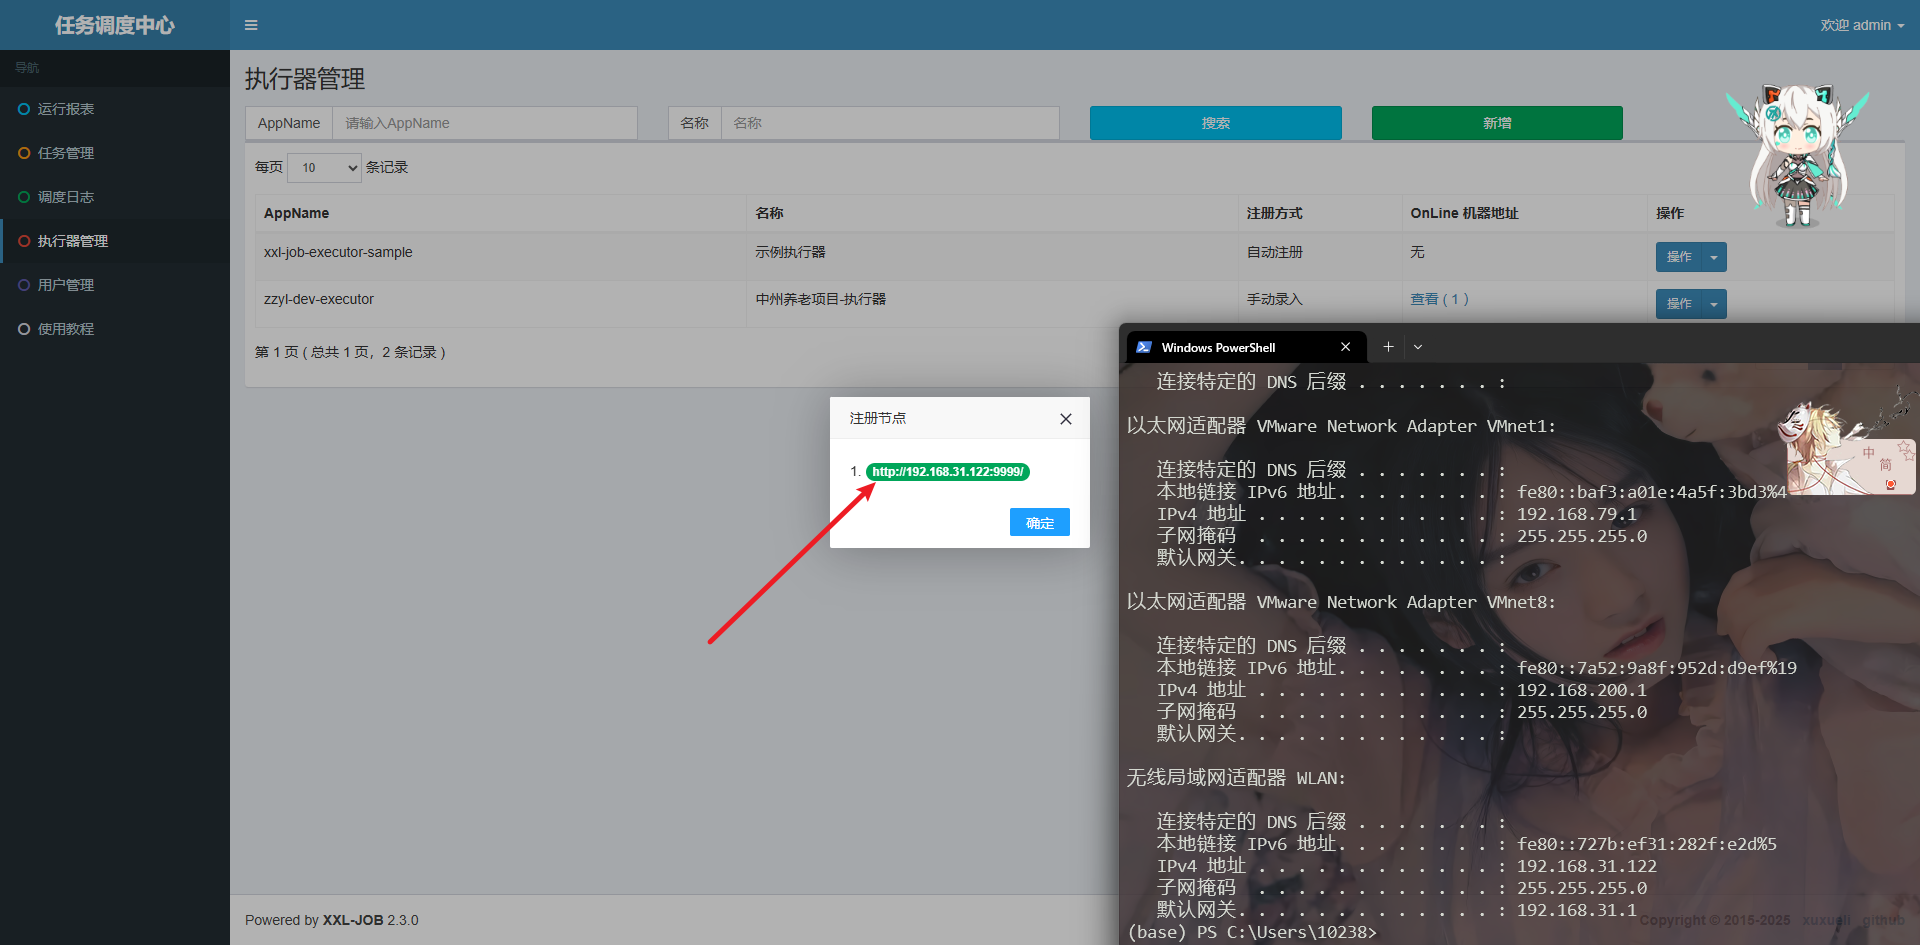 任务调度中心
欢迎 admin
导航
运行报表
任务管理
调度日志
执行器管理
用户管理
使用教程
执行器管理
AppName 请输入AppName 名称 名称 搜索 新增
每页 10 条记录
AppName 名称 注册方式 OnLine 机器地址 操作
xxl-job-executor-sample 示例执行器 自动注册 无 操作
zzyl-dev-executor 中州养老项目-执行器 手动录入 查看 ( 1 ) 操作
第 1 页 ( 总共 1 页，2 条记录 )
注册节点
1. http://192.168.31.122:9999/
确定
Windows PowerShell
连接特定的 DNS 后缀 . . . . . . . :
以太网适配器 VMware Network Adapter VMnet1:
连接特定的 DNS 后缀 . . . . . . . :
本地链接 IPv6 地址. . . . . . . . : fe80::baf3:a01e:4a5f:3bd3%4
IPv4 地址 . . . . . . . . . . . . : 192.168.79.1
子网掩码  . . . . . . . . . . . . : 255.255.255.0
默认网关. . . . . . . . . . . . . :
以太网适配器 VMware Network Adapter VMnet8:
连接特定的 DNS 后缀 . . . . . . . :
本地链接 IPv6 地址. . . . . . . . : fe80::7a52:9a8f:952d:d9ef%19
IPv4 地址 . . . . . . . . . . . . : 192.168.200.1
子网掩码  . . . . . . . . . . . . : 255.255.255.0
默认网关. . . . . . . . . . . . . :
无线局域网适配器 WLAN:
连接特定的 DNS 后缀 . . . . . . . :
本地链接 IPv6 地址. . . . . . . . : fe80::727b:ef31:282f:e2d%5
IPv4 地址 . . . . . . . . . . . . : 192.168.31.122
子网掩码  . . . . . . . . . . . . : 255.255.255.0
默认网关. . . . . . . . . . . . . : 192.168.31.1
(base) PS C:\Users\10238>
中
简
Powered by XXL-JOB 2.3.0
Copyright © 2015-2025 xuxueli github